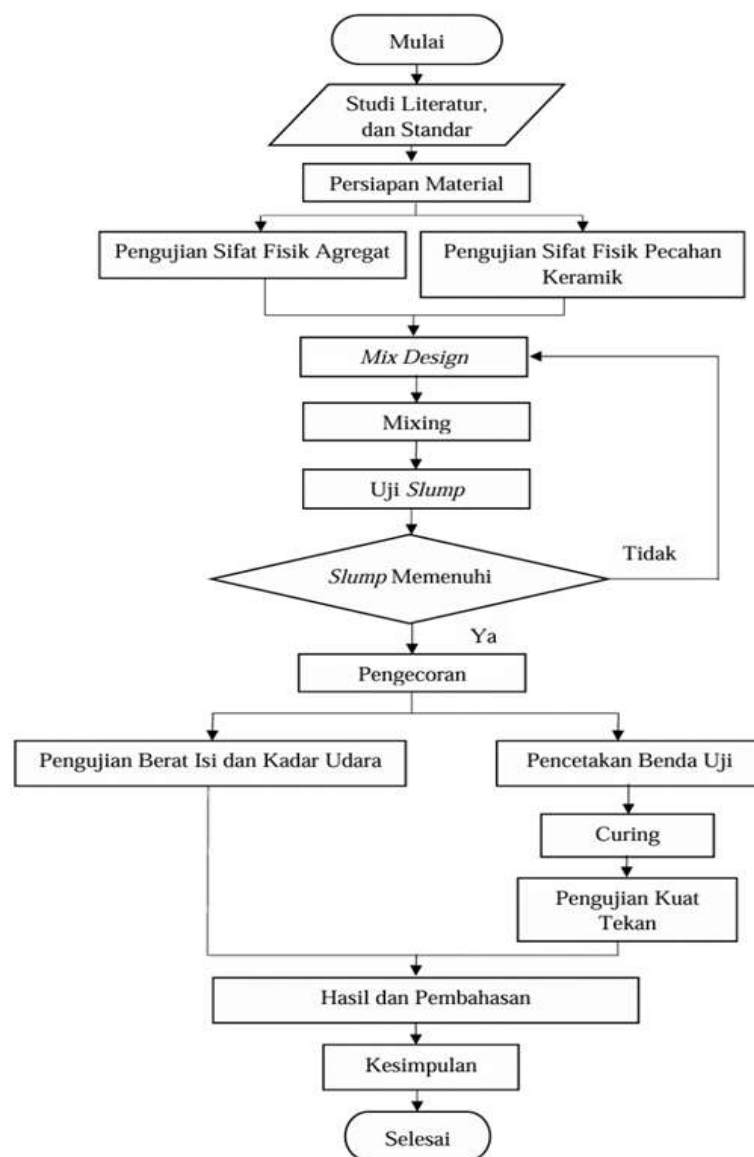 Mulai
Studi Literatur,
dan Standar
Persiapan Material
Pengujian Sifat Fisik Agregat
Pengujian Sifat Fisik Pecahan
Keramik
Mix Design
Mixing
Uji Slump
Slump Memenuhi
Tidak
Ya
Pengecoran
Pengujian Berat Isi dan Kadar Udara
Pencetakan Benda Uji
Curing
Pengujian Kuat
Tekan
Hasil dan Pembahasan
Kesimpulan
Selesai